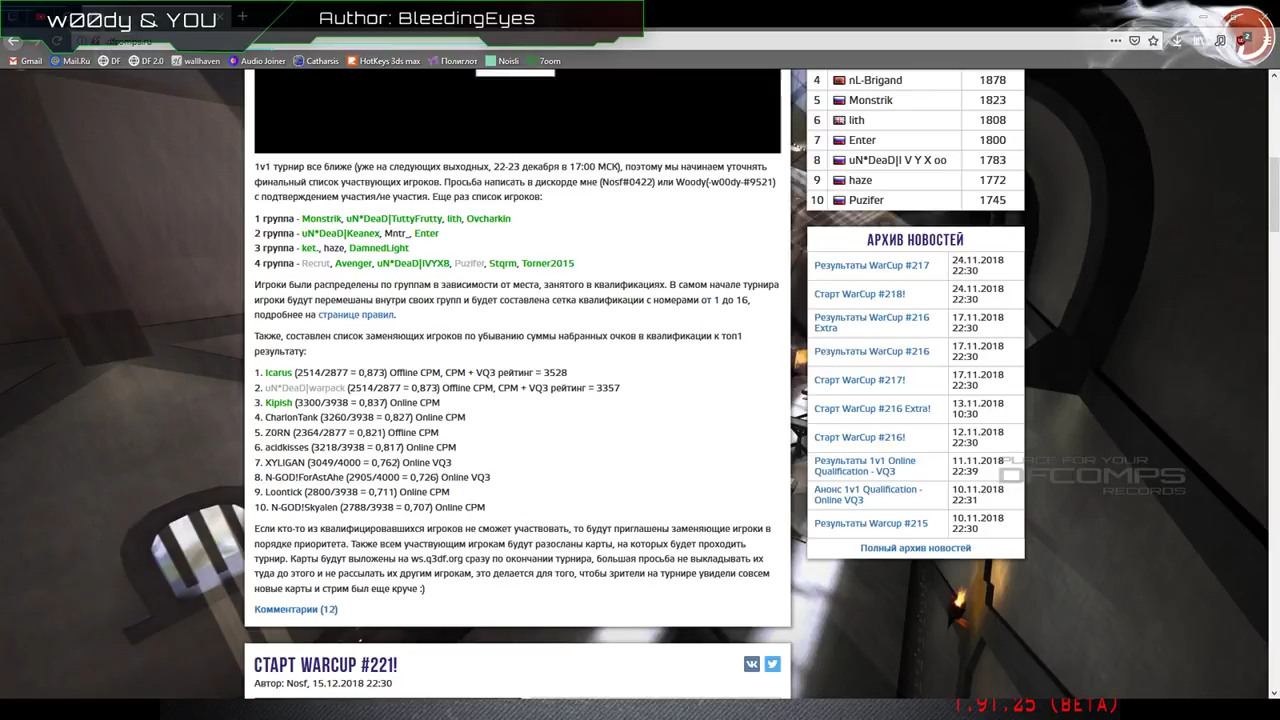 w00dy & YOU
Author: BleedingEyes
dfcomps.ru
Gmail Mail.Ru DF DF 2.0 wallhaven Audio Joiner Catharsis HotKeys 3ds max Полиглот Noisli 7oom
2
1v1 турнир все ближе (уже на следующих выходных, 22-23 декабря в 17:00 МСК), поэтому мы начинаем уточнять
финальный список участвующих игроков. Просьба написать в дискорде мне (Nosf#0422) или Woody(-w00dy-#9521)
с подтверждением участия/не участия. Еще раз список игроков:
1 группа - Monstrik, uN*DeaD|TuttyFrutty, lith, Ovcharkin
2 группа - uN*DeaD|Keanex, Mntr_, Enter
3 группа - ket., haze, DamnedLight
4 группа - Recrut, Avenger, uN*DeaD|IVYX8, Puzifer, Stqrm, Torner2015
Игроки были распределены по группам в зависимости от места, занятого в квалификациях. В самом начале турнира
игроки будут перемешаны внутри своих групп и будет составлена сетка квалификации с номерами от 1 до 16,
подробнее на странице правил.
Также, составлен список заменяющих игроков по убыванию суммы набранных очков в квалификации к топ1
результату:
1. Icarus (2514/2877 = 0,873) Offline CPM, CPM + VQ3 рейтинг = 3528
2. uN*DeaD|warpack (2514/2877 = 0,873) Offline CPM, CPM + VQ3 рейтинг = 3357
3. Kipish (3300/3938 = 0,837) Online CPM
4. CharlonTank (3260/3938 = 0,827) Online CPM
5. Z0RN (2364/2877 = 0,821) Offline CPM
6. acidkisses (3218/3938 = 0,817) Online CPM
7. XYLIGAN (3049/4000 = 0,762) Online VQ3
8. N-GOD!ForAstAhe (2905/4000 = 0,726) Online VQ3
9. Loontick (2800/3938 = 0,711) Online CPM
10. N-GOD!Skyalen (2788/3938 = 0,707) Online CPM
Если кто-то из квалифицировавшихся игроков не сможет участвовать, то будут приглашены заменяющие игроки в
порядке приоритета. Также всем участвующим игрокам будут разосланы карты, на которых будет проходить
турнир. Карты будут выложены на ws.q3df.org сразу по окончании турнира, большая просьба не выкладывать их
туда до этого и не рассылать их другим игрокам, это делается для того, чтобы зрители на турнире увидели совсем
новые карты и стрим был еще круче :)
Комментарии (12)
СТАРТ WARCUP #221!
Автор: Nosf, 15.12.2018 22:30
4 nL-Brigand 1878
5 Monstrik 1823
6 lith 1808
7 Enter 1800
8 uN*DeaD|I V Y X oo 1783
9 haze 1772
10 Puzifer 1745
АРХИВ НОВОСТЕЙ
Результаты WarCup #217 24.11.2018 
22:30
Старт WarCup #218! 24.11.2018
22:30
Результаты WarCup #216 17.11.2018
Extra 22:30
Результаты WarCup #216 17.11.2018
22:30
Старт WarCup #217! 17.11.2018
22:30
Старт WarCup #216 Extra! 13.11.2018
10:30
Старт WarCup #216! 12.11.2018
22:30
Результаты 1v1 Online 11.11.2018
Qualification - VQ3 22:39
Анонс 1v1 Qualification - 10.11.2018
Online VQ3 22:31
Результаты Warcup #215 10.11.2018
22:30
Полный архив новостей
PLACE FOR YOUR
DFCOMPS
RECORDS
1.91.25 (BETA)